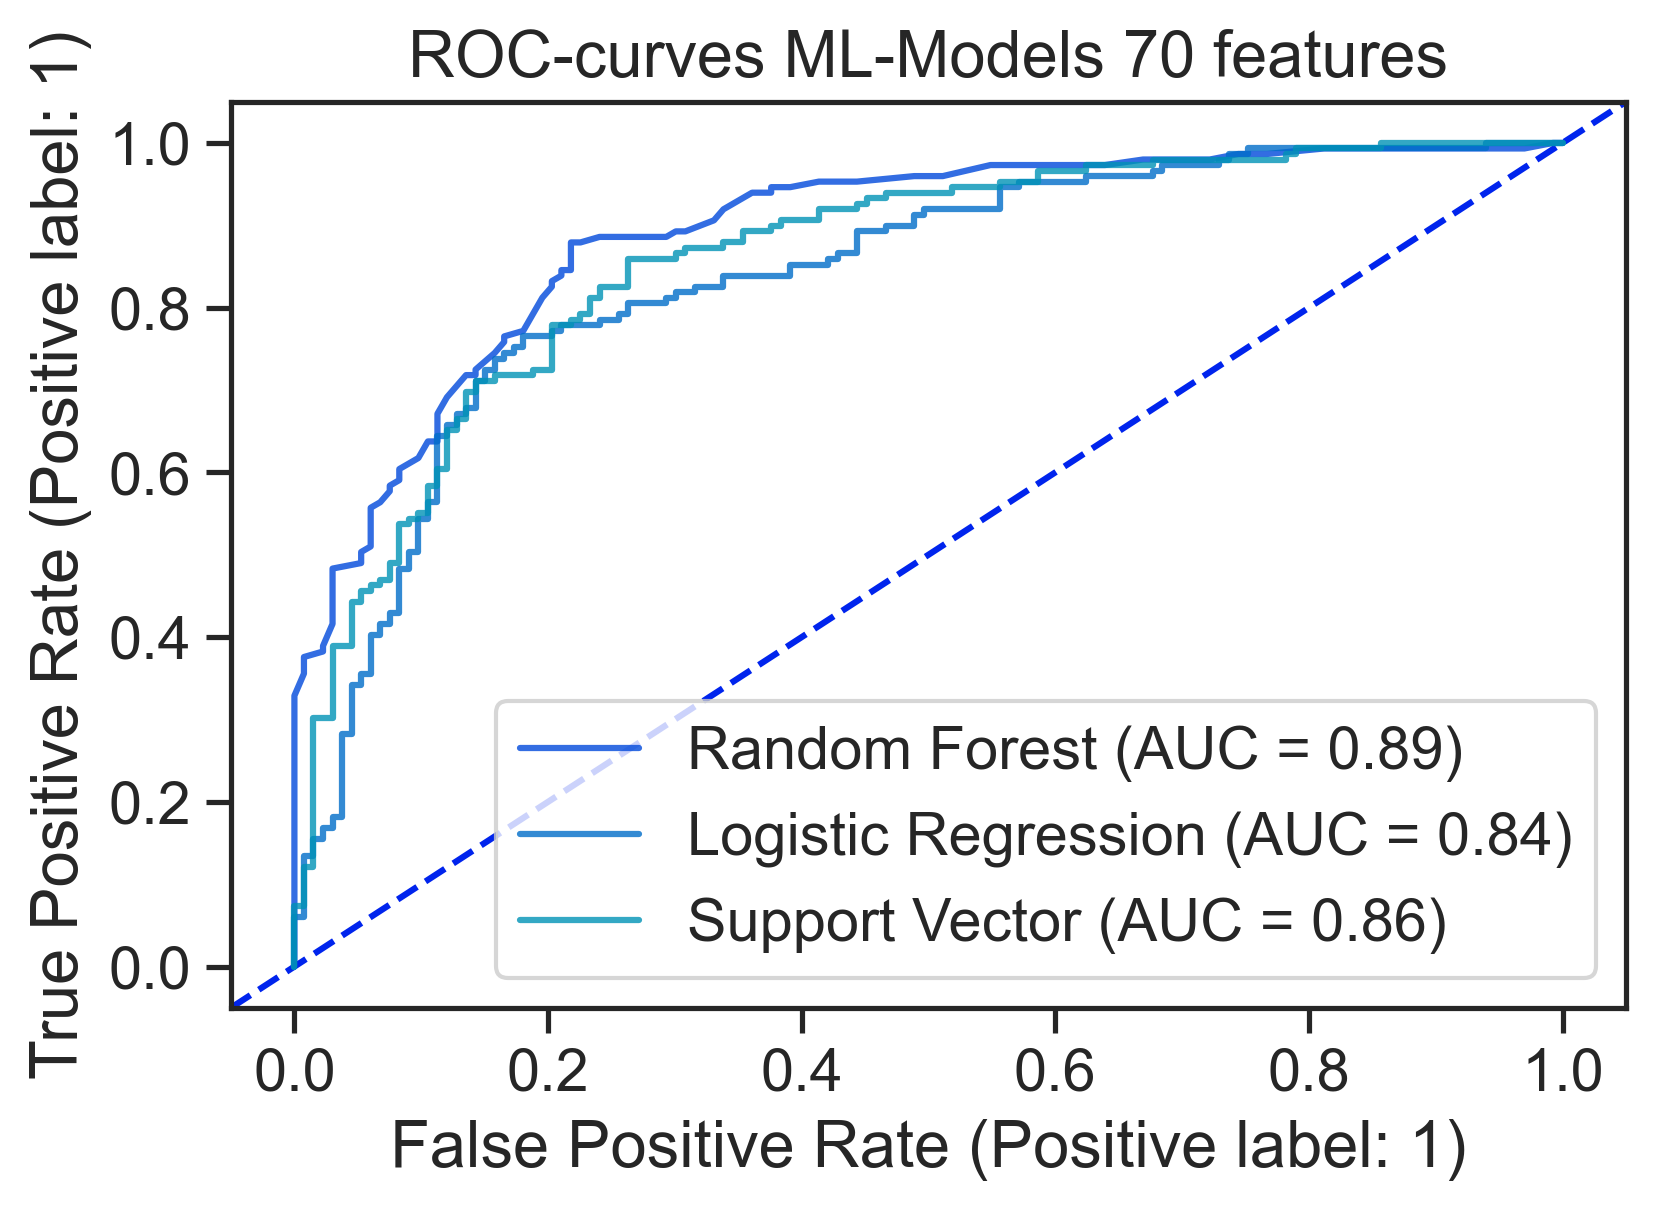 ROC-curves ML-Models 70 features
True Positive Rate (Positive label: 1)
1.0
0.8
0.6
0.4
0.2
0.0
Random Forest (AUC = 0.89)
Logistic Regression (AUC = 0.84)
Support Vector (AUC = 0.86)
0.0 0.2 0.4 0.6 0.8 1.0
False Positive Rate (Positive label: 1)